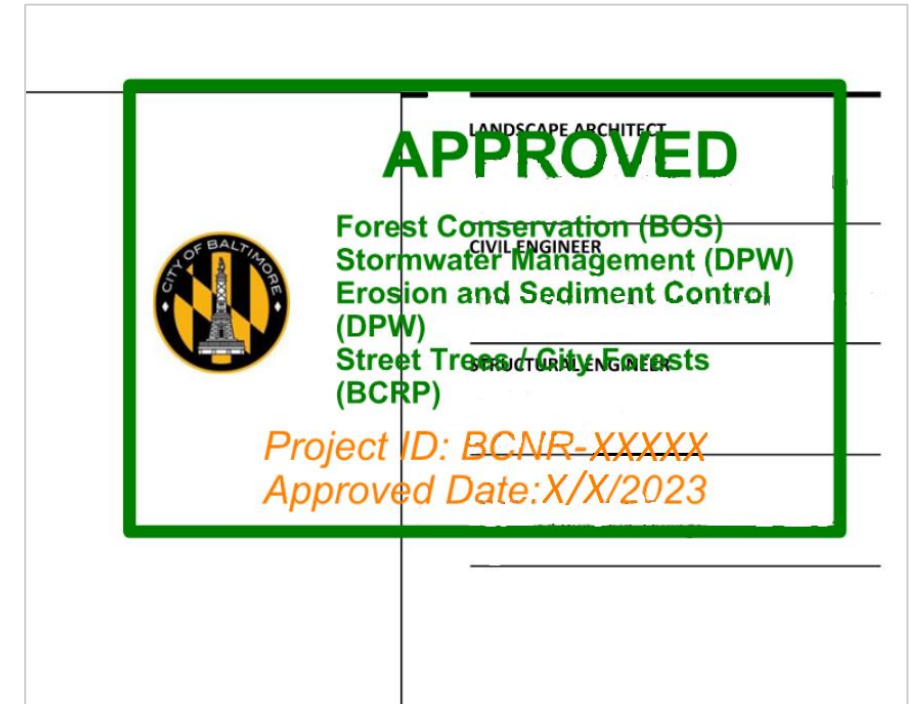 LANDSCAPE ARCHITECT
APPROVED
Forest Conservation (BOS)
CIVIL ENGINEER
Stormwater Management (DPW)
Erosion and Sediment Control
(DPW)
Street Trees / City Forests
STRUCTURAL ENGINEER
(BCRP)
CITY OF BALTIMORE
Project ID: BCNR-XXXXX
Approved Date:X/X/2023